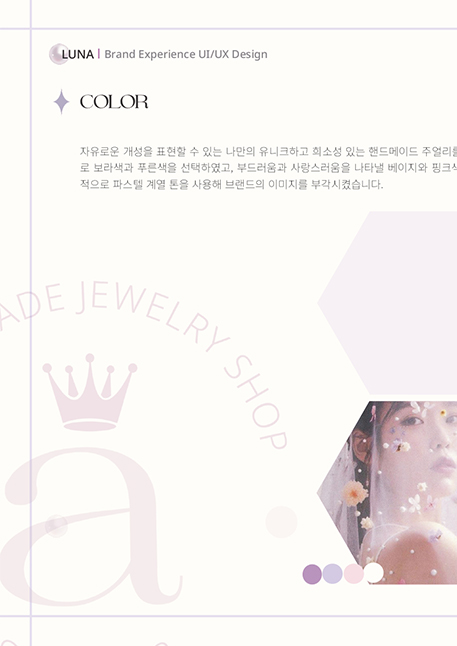 LUNA | Brand Experience UI/UX Design
COLOR
자유로운 개성을 표현할 수 있는 나만의 유니크하고 희소성 있는 핸드메이드 주얼리를
로 보라색과 푸른색을 선택하였고, 부드러움과 사랑스러움을 나타낼 베이지와 핑크색
적으로 파스텔 계열 톤을 사용해 브랜드의 이미지를 부각시켰습니다.
ADE JEWELRY SHOP
a